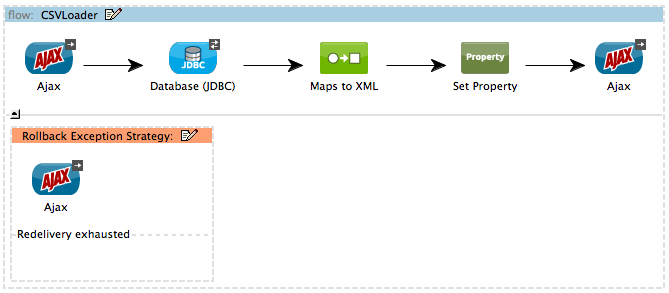 flow: CSVLoader
AJAX JDBC Property AJAX
Ajax Database (JDBC) Maps to XML Set Property Ajax
Rollback Exception Strategy:
AJAX
Ajax
Redelivery exhausted